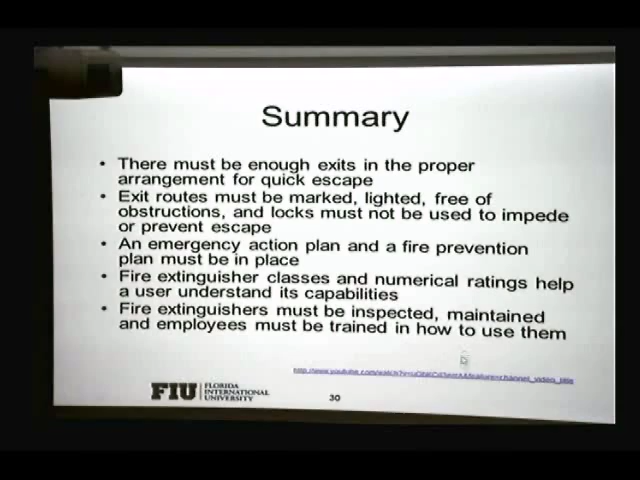 Summary
• There must be enough exits in the proper
arrangement for quick escape
• Exit routes must be marked, lighted, free of
obstructions, and locks must not be used to impede
or prevent escape
• An emergency action plan and a fire prevention
plan must be in place
• Fire extinguisher classes and numerical ratings help
a user understand its capabilities
• Fire extinguishers must be inspected, maintained
and employees must be trained in how to use them
FIU FLORIDA
INTERNATIONAL
UNIVERSITY
30